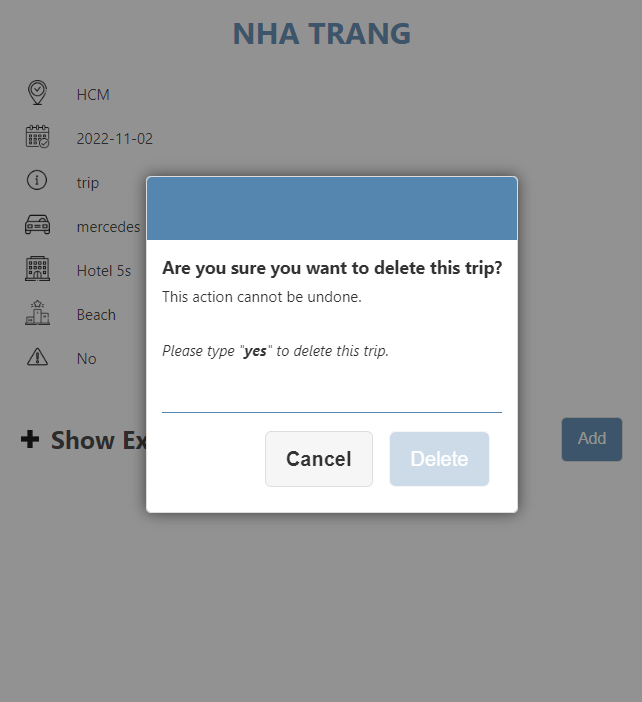 NHA TRANG
HCM
2022-11-02
trip
mercedes
Hotel 5s
Beach
No
Are you sure you want to delete this trip?
This action cannot be undone.
Please type "yes" to delete this trip.
Cancel
Delete
Show Ex
Add